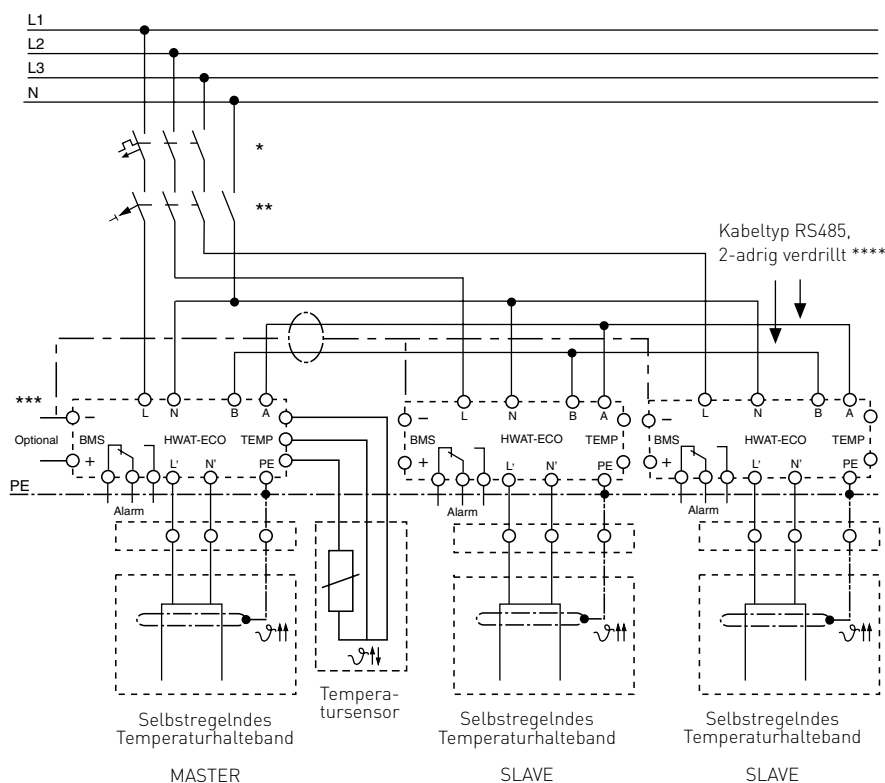 L1
L2
L3
N
*
**
Kabeltyp RS485,
2-adrig verdrillt ****
***
Optional
− BMS + L N B A HWAT-ECO TEMP L' N' PE
− BMS + L N B A HWAT-ECO TEMP L' N' PE
− BMS + L N B A HWAT-ECO TEMP L' N' PE
PE
Alarm
Alarm
Alarm
Tempera-
tursensor
Selbstregelndes
Temperaturhalteband
Selbstregelndes
Temperaturhalteband
Selbstregelndes
Temperaturhalteband
MASTER
SLAVE
SLAVE